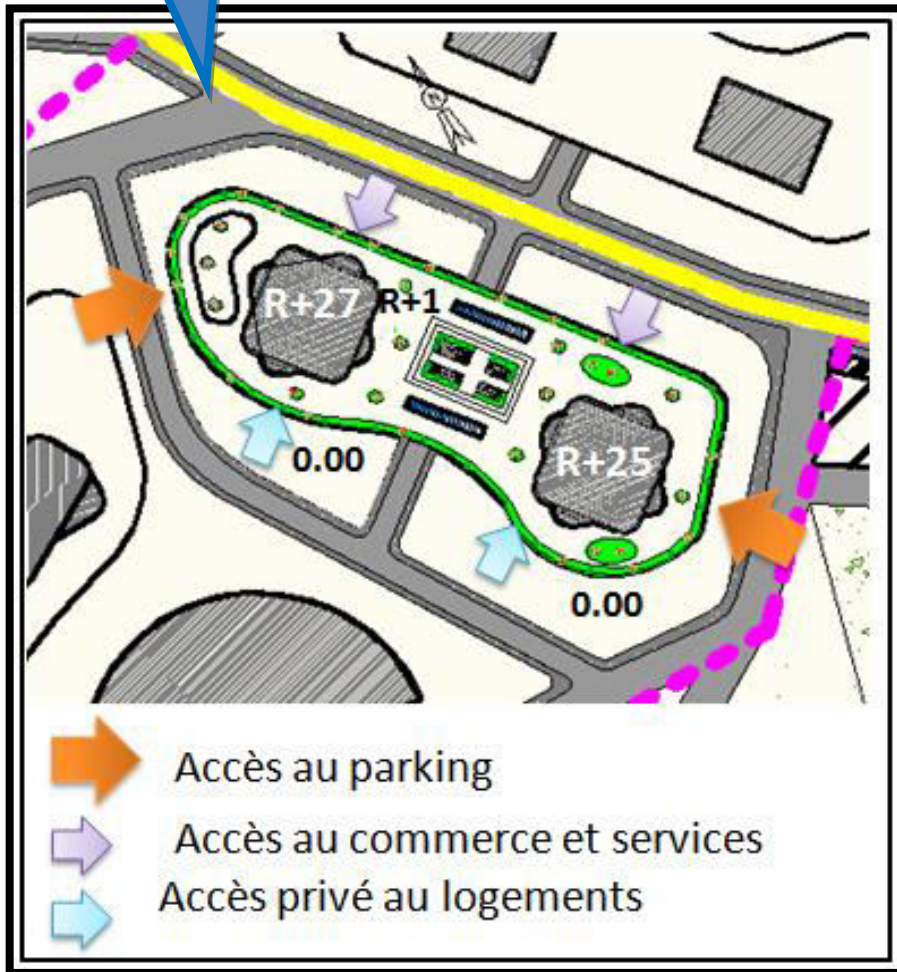 N
R+27
R+1
R+25
0.00
0.00
Accès au parking
Accès au commerce et services
Accès privé au logements